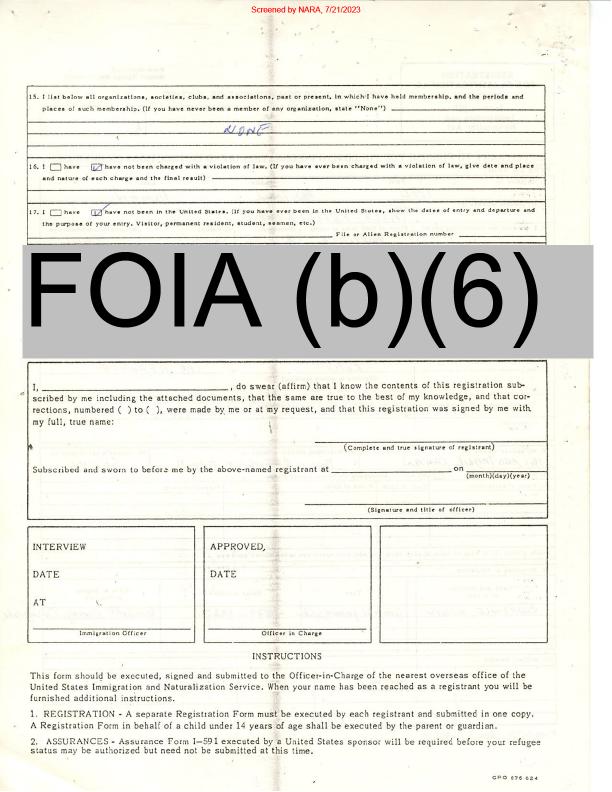 Screened by NARA, 7/21/2023
15. I list below all organizations, societies, clubs, and associations, past or present, in which I have held membership, and the periods and
places of such membership. (If you have never been a member of any organization, state "None")
NONE
16. I have have not been charged with a violation of law. (If you have ever been charged with a violation of law, give date and place
and nature of each charge and the final result)
17. I have have not been in the United States. (If you have ever been in the United States, show the dates of entry and departure and
the purpose of your entry. Visitor, permanent resident, student, seaman, etc.)
File or Alien Registration number
FOIA (b)(6)
I, , do swear (affirm) that I know the contents of this registration sub-
scribed by me including the attached documents, that the same are true to the best of my knowledge, and that cor-
rections, numbered ( ) to ( ), were made by me or at my request, and that this registration was signed by me with
my full, true name:
(Complete and true signature of registrant)
Subscribed and sworn to before me by the above-named registrant at on
(month)(day)(year)
(Signature and title of officer)
INTERVIEW
DATE
AT
Immigration Officer
APPROVED,
DATE
Officer in Charge
INSTRUCTIONS
This form should be executed, signed and submitted to the Officer-in-Charge of the nearest overseas office of the
United States Immigration and Naturalization Service. When your name has been reached as a registrant you will be
furnished additional instructions.
1. REGISTRATION - A separate Registration Form must be executed by each registrant and submitted in one copy.
A Registration Form in behalf of a child under 14 years of age shall be executed by the parent or guardian.
2. ASSURANCES - Assurance Form I-591 executed by a United States sponsor will be required before your refugee
status may be authorized but need not be submitted at this time.
GPO 876 624